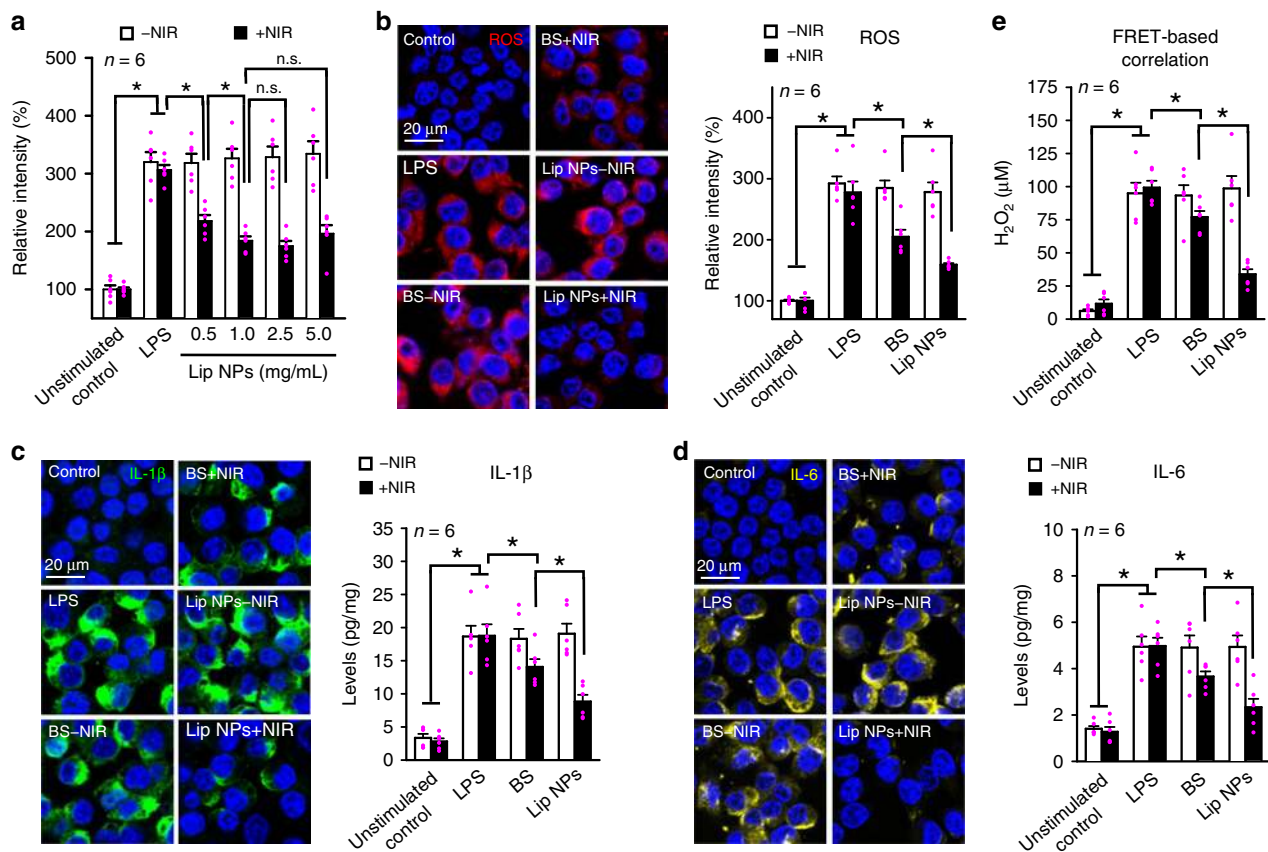 a
−NIR +NIR
n = 6
Relative intensity (%)
500
400
300
200
100
* * * n.s. n.s.
Unstimulated
control
LPS
0.5 1.0 2.5 5.0
Lip NPs (mg/mL)
b
Control ROS
20 μm
BS+NIR
LPS
Lip NPs−NIR
BS−NIR
Lip NPs+NIR
−NIR
+NIR
ROS
n = 6
Relative intensity (%)
400
300
200
100
* * *
Unstimulated
control
LPS
BS
Lip NPs
e
−NIR
+NIR
FRET-based
correlation
n = 6
H₂O₂ (μM)
175
150
125
100
75
50
25
0
* * *
Unstimulated
control
LPS
BS
Lip NPs
c
Control IL-1β
20 μm
BS+NIR
LPS
Lip NPs−NIR
BS−NIR
Lip NPs+NIR
−NIR
+NIR
IL-1β
n = 6
Levels (pg/mg)
35
30
25
20
15
10
5
0
* * *
Unstimulated
control
LPS
BS
Lip NPs
d
Control IL-6
20 μm
BS+NIR
LPS
Lip NPs−NIR
BS−NIR
Lip NPs+NIR
−NIR
+NIR
IL-6
n = 6
Levels (pg/mg)
10
8
6
4
2
0
* * *
Unstimulated
control
LPS
BS
Lip NPs